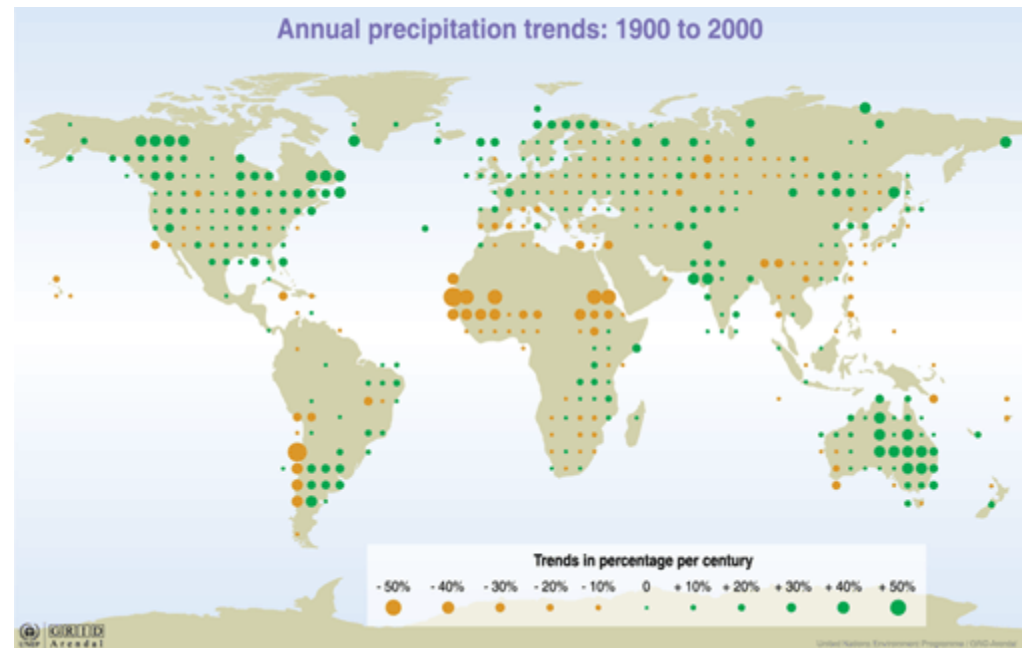 Annual precipitation trends: 1900 to 2000
Trends in percentage per century
- 50% - 40% - 30% - 20% - 10% 0 + 10% + 20% + 30% + 40% + 50%
UNEP
GRID
Arendal
United Nations Environment Programme / GRID-Arendal